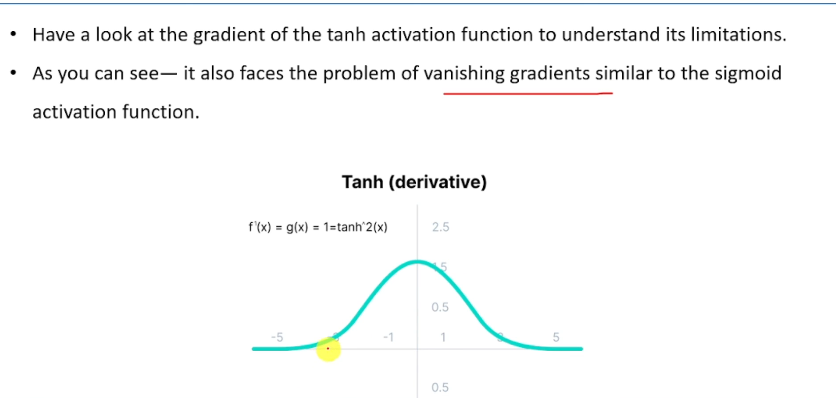 • Have a look at the gradient of the tanh activation function to understand its limitations.
• As you can see— it also faces the problem of vanishing gradients similar to the sigmoid
activation function.
Tanh (derivative)
f'(x) = g(x) = 1=tanh^2(x)
2.5
0.5
-5 -1 1 5
0.5